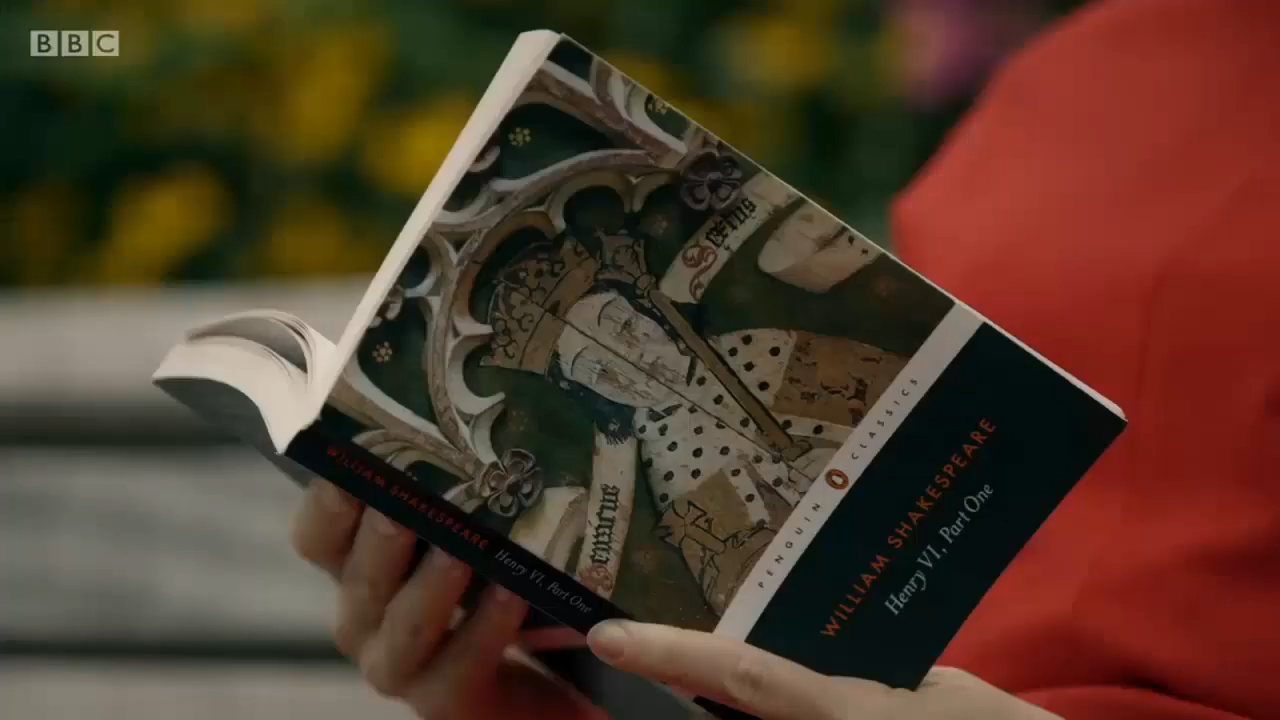 BBC
WILLIAM SHAKESPEARE Henry VI, Part One
PENGUIN CLASSICS
WILLIAM SHAKESPEARE
Henry VI, Part One